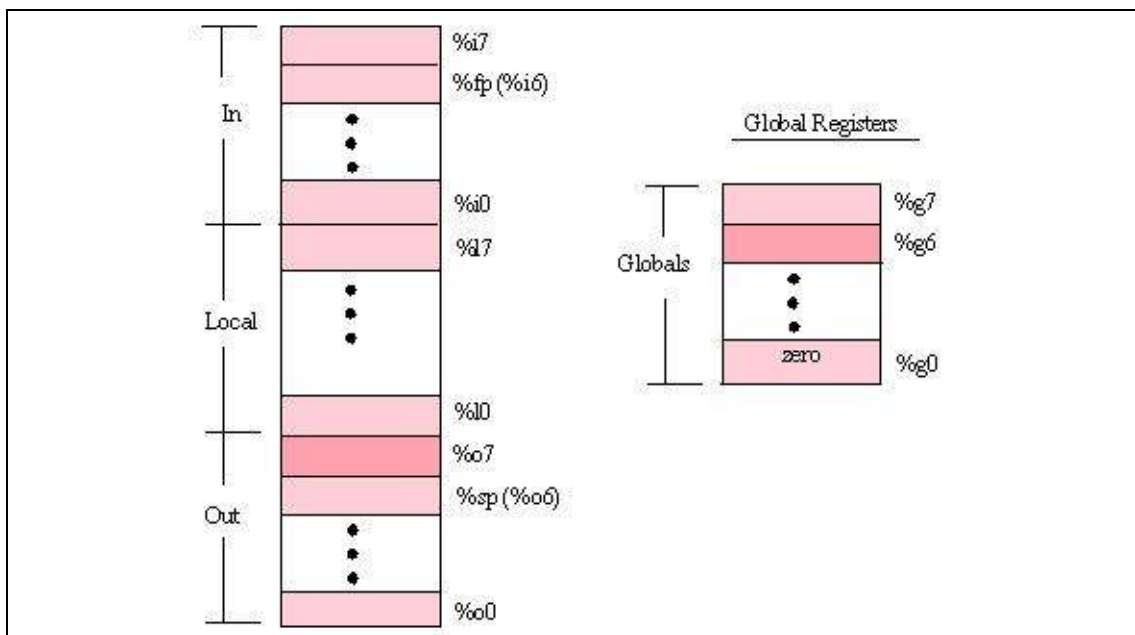 In
Local
Out
%i7
%fp (%i6)
%i0
%l7
%l0
%o7
%sp (%o6)
%o0
Global Registers
Globals
%g7
%g6
zero
%g0